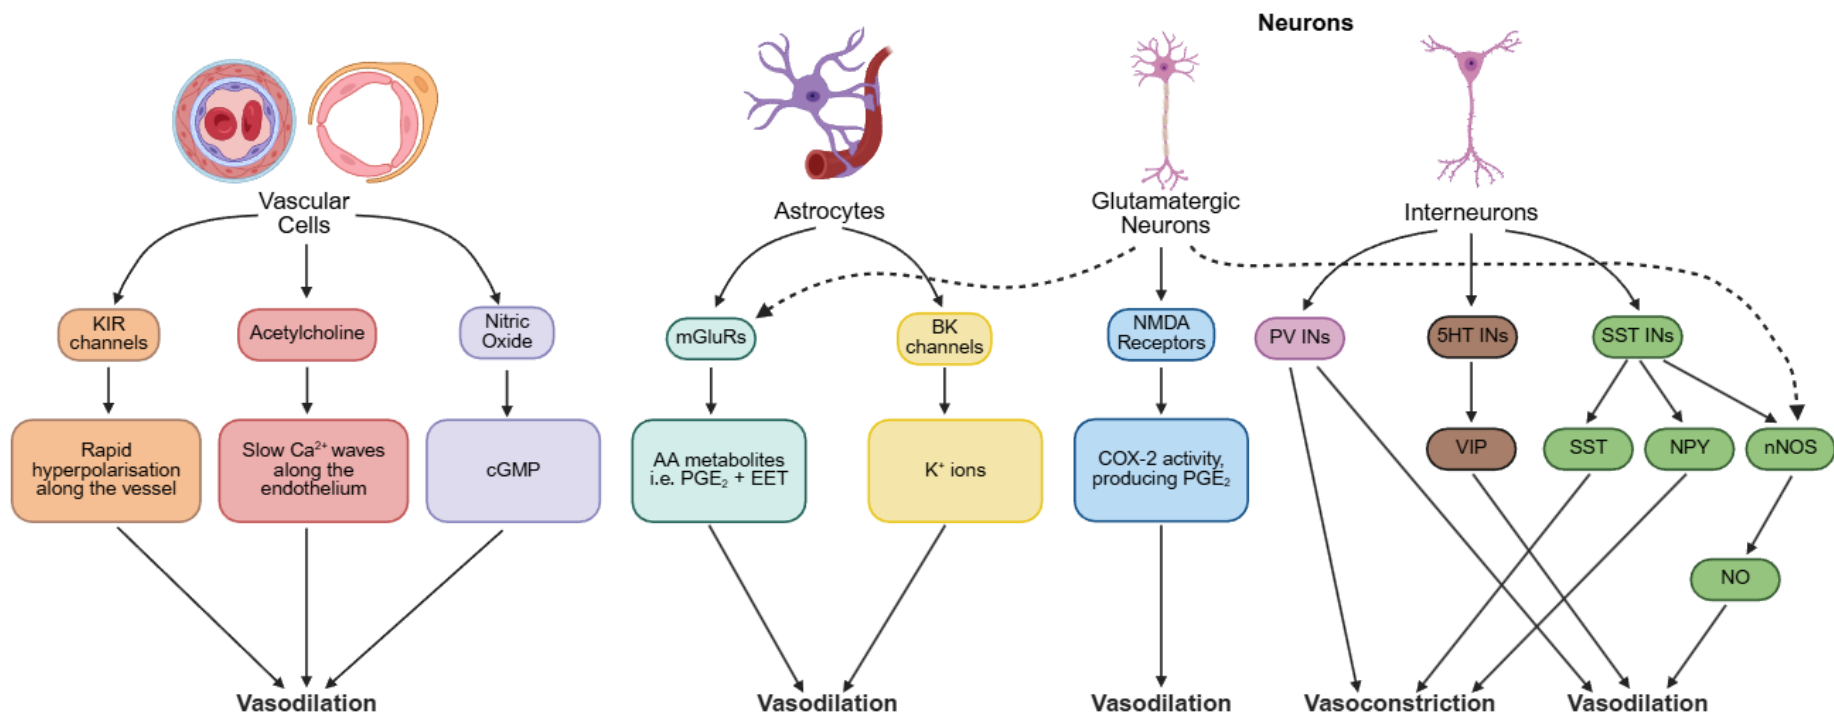 Neurons
Vascular
Cells
Astrocytes
Glutamatergic
Neurons
Interneurons
KIR
channels
Acetylcholine
Nitric
Oxide
mGluRs
BK
channels
NMDA
Receptors
PV INs
5HT INs
SST INs
Rapid
hyperpolarisation
along the vessel
Slow Ca²⁺ waves
along the
endothelium
cGMP
AA metabolites
i.e. PGE₂ + EET
K⁺ ions
COX-2 activity,
producing PGE₂
VIP
SST
NPY
nNOS
NO
Vasodilation
Vasodilation
Vasodilation
Vasoconstriction
Vasodilation